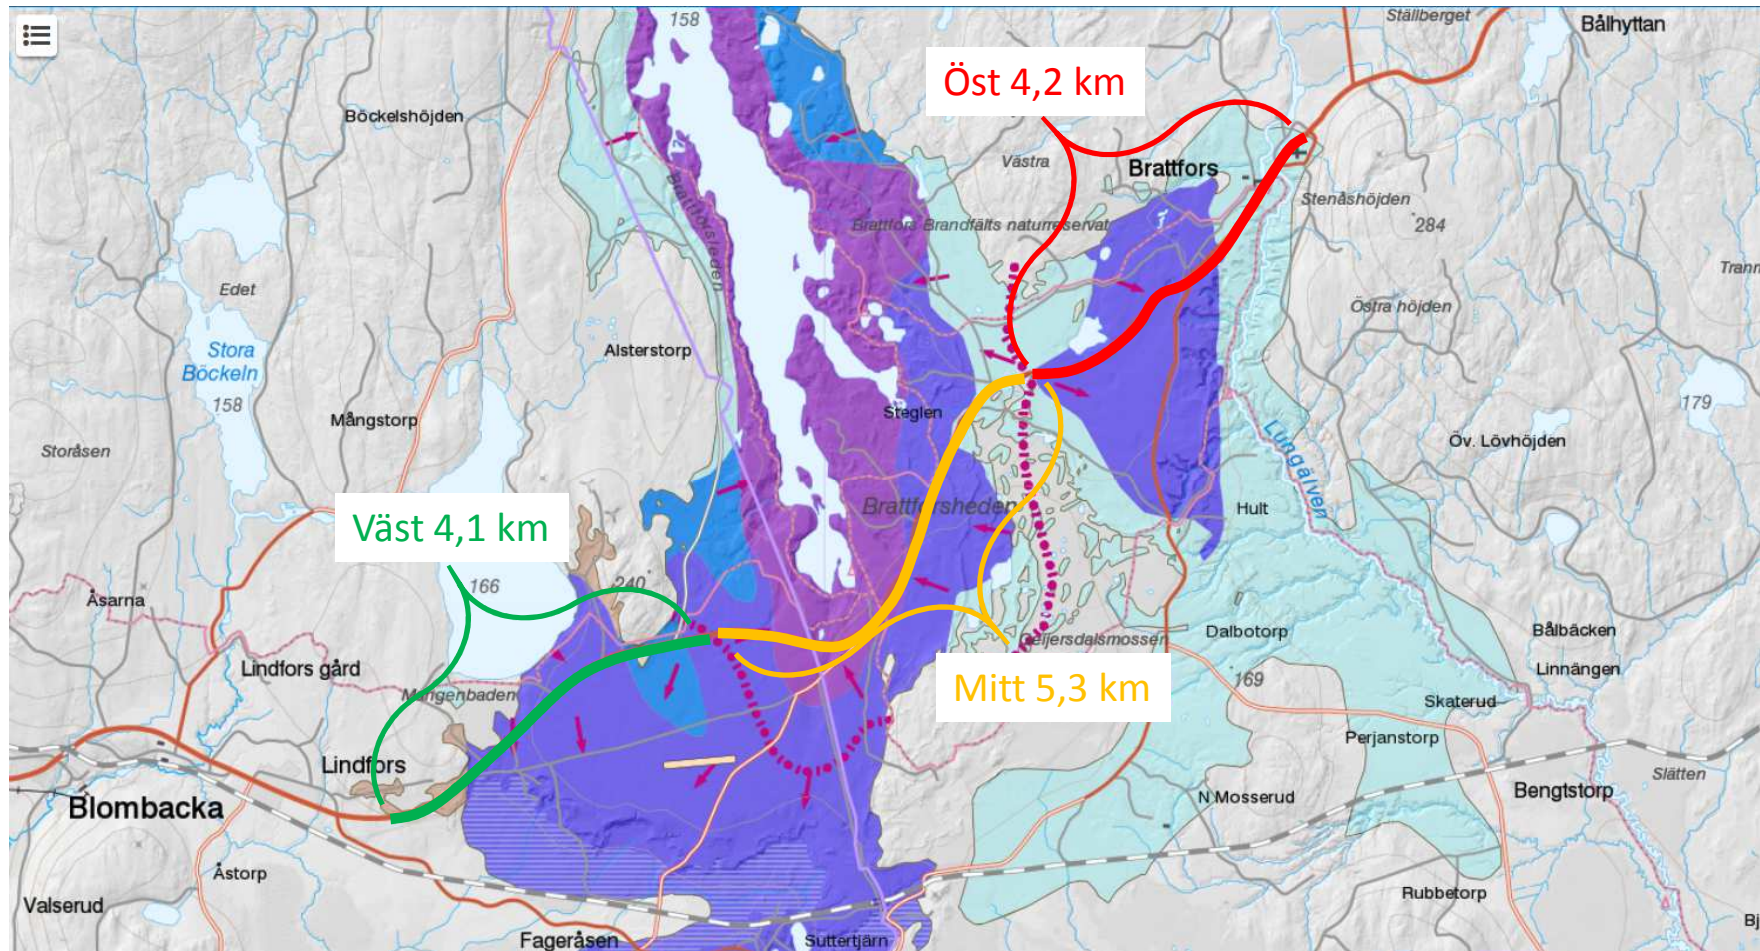 158
Ställberget
Bålhyttan
Öst 4,2 km
Böckelshöjden
Västra
Brattfors
Brattforsleden
Stenåshöjden
Brattfors Brandfälts naturreservat
284
Edet
Östra höjden
Alsterstorp
Stora
Böckeln
158
Steglen
179
Mångstorp
Storåsen
Öv. Lövhöjden
Lungälven
Brattforsheden
Hult
Väst 4,1 km
240
166
Åsarna
Geijersdalsmossen
Dalbotorp
Bålbäcken
Lindfors gård
Linnängen
169
Mitt 5,3 km
Mangenbaden
Skaterud
Perjanstorp
Lindfors
Slätten
Blombacka
N Mosserud
Bengtstorp
Åstorp
Rubbetorp
Valserud
Fageråsen
Suttertjärn